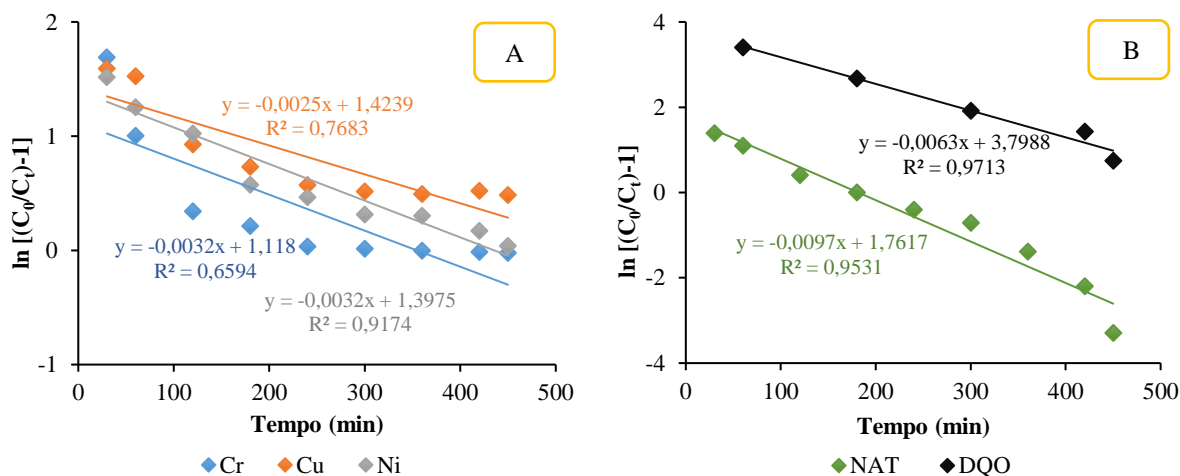 A
2
1
0
-1
ln [(C₀/Cₜ)-1]
y = -0,0025x + 1,4239
R² = 0,7683
y = -0,0032x + 1,118
R² = 0,6594
y = -0,0032x + 1,3975
R² = 0,9174
0 100 200 300 400 500
Tempo (min)
Cr Cu Ni
B
4
2
0
-2
-4
ln [(C₀/Cₜ)-1]
y = -0,0063x + 3,7988
R² = 0,9713
y = -0,0097x + 1,7617
R² = 0,9531
0 100 200 300 400 500
Tempo (min)
NAT DQO